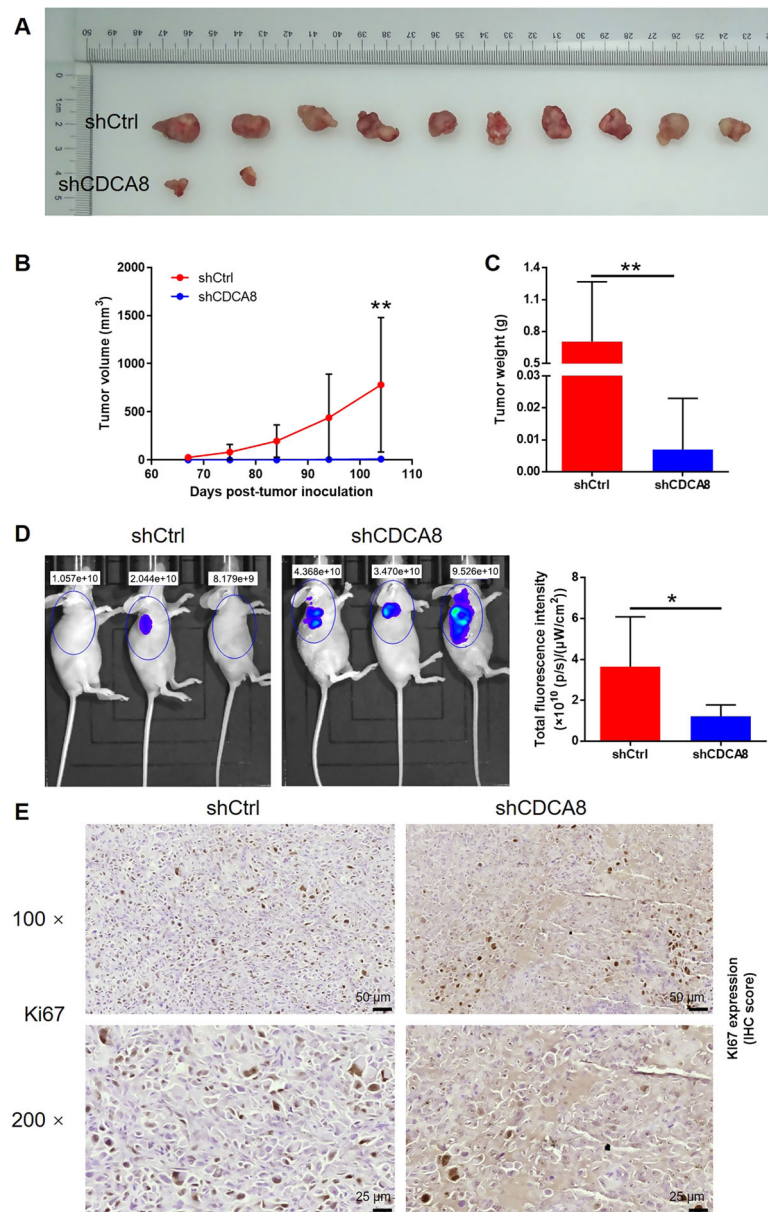 A
50 49 48 47 46 45 44 43 42 41 40 39 38 37 36 35 34 33 32 31 30 29 28 27 26 25 24 23 22
0
1cm
2
3
4
5
shCtrl
shCDCA8
B
2000
1500
1000
500
0
Tumor volume (mm³)
shCtrl
shCDCA8
**
60 70 80 90 100 110
Days post-tumor inoculation
C
1.4
1.1
0.8
0.5
0.03
0.02
0.01
0.00
Tumor weight (g)
**
shCtrl shCDCA8
D
shCtrl shCDCA8
1.057e+10 2.044e+10 8.179e+9
4.368e+10 3.470e+10 9.526e+10
Total fluorescence intensity
(×10¹⁰ (p/s)/(μW/cm²))
8
6
4
2
0
*
shCtrl shCDCA8
E
shCtrl shCDCA8
100 ×
Ki67
200 ×
50 μm 50 μm
25 μm 25 μm
Ki67 expression
(IHC score)